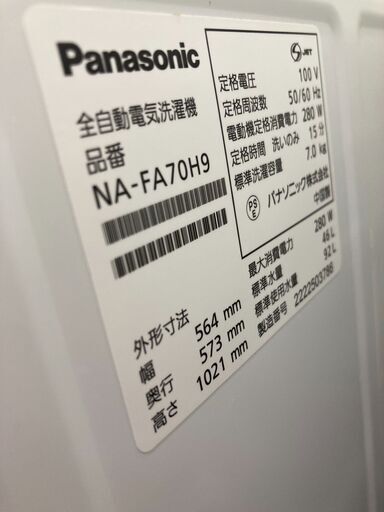 Panasonic
全自動電気洗濯機
品番
NA-FA70H9
外形寸法
幅 564 mm
奥行 573 mm
高さ 1021 mm
JET
定格電圧 100 V
定格周波数 50/60 Hz
電動機定格消費電力 280 W
定格時間 洗いのみ 15 分
標準洗濯容量 7.0 kg
PS
E
パナソニック株式会社
中国製
最大消費電力 280 W
標準水量 46 L
標準使用水量 92 L
製造番号 2222503786